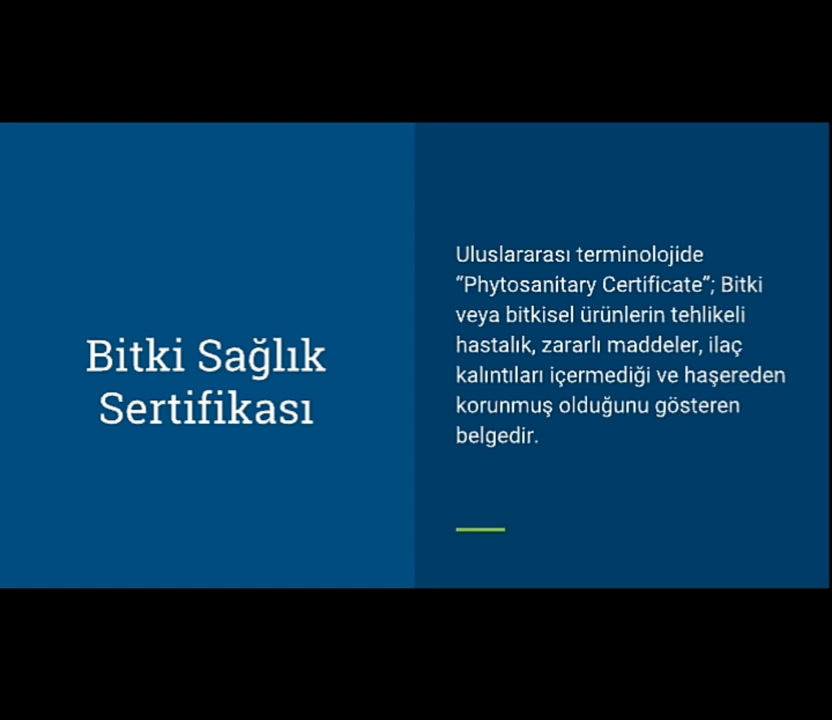 Bitki Sağlık
Sertifikası
Uluslararası terminolojide
“Phytosanitary Certificate”; Bitki
veya bitkisel ürünlerin tehlikeli
hastalık, zararlı maddeler, ilaç
kalıntıları içermediği ve haşereden
korunmuş olduğunu gösteren
belgedir.